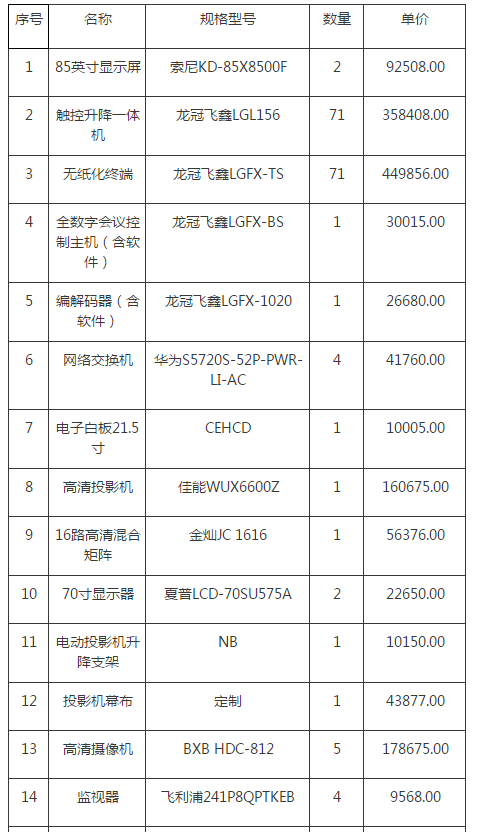 序号 名称 规格型号 数量 单价
1 85英寸显示屏 索尼KD-85X8500F 2 92508.00
2 触控升降一体 龙冠飞鑫LGL156 71 358408.00
机
3 无纸化终端 龙冠飞鑫LGFX-TS 71 449856.00
4 全数字会议控 龙冠飞鑫LGFX-BS 1 30015.00
制主机（含软
件）
5 编解码器（含 龙冠飞鑫LGFX-1020 1 26680.00
软件）
6 网络交换机 华为S5720S-52P-PWR- 4 41760.00
LI-AC
7 电子白板21.5 CEHCD 1 10005.00
寸
8 高清投影机 佳能WUX6600Z 1 160675.00
9 16路高清混合 金灿JC 1616 1 56376.00
矩阵
10 70寸显示器 夏普LCD-70SU575A 2 22650.00
11 电动投影机升 NB 1 10150.00
降支架
12 投影机幕布 定制 1 43877.00
13 高清摄像机 BXB HDC-812 5 178675.00
14 监视器 飞利浦241P8QPTKEB 4 9568.00